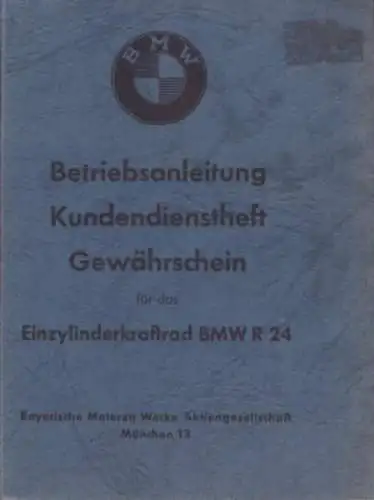 BMW
Betriebsanleitung
Kundendienstheft
Gewährschein
für das
Einzylinderkraftrad BMW R 24
Bayerische Motoren Werke Aktiengesellschaft
München 13